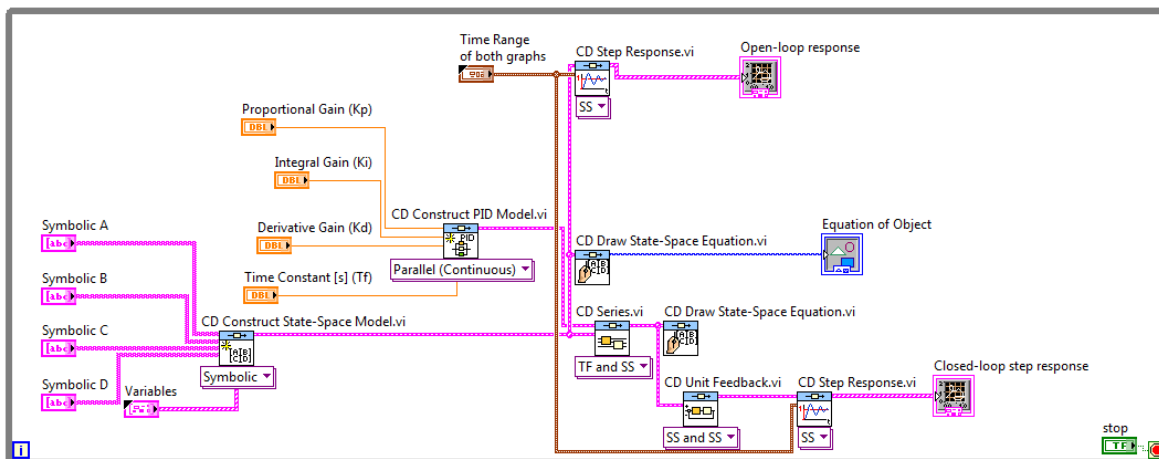 Time Range
of both graphs
CD Step Response.vi
SS
Open-loop response
Proportional Gain (Kp)
DBL
Integral Gain (Ki)
DBL
Derivative Gain (Kd)
DBL
Time Constant [s] (Tf)
DBL
CD Construct PID Model.vi
PID
Parallel (Continuous)
CD Draw State-Space Equation.vi
Equation of Object
Symbolic A
[abc]
Symbolic B
[abc]
Symbolic C
[abc]
Symbolic D
[abc]
Variables
CD Construct State-Space Model.vi
Symbolic
CD Series.vi
TF and SS
CD Draw State-Space Equation.vi
CD Unit Feedback.vi
SS and SS
CD Step Response.vi
SS
Closed-loop step response
stop
TF
i